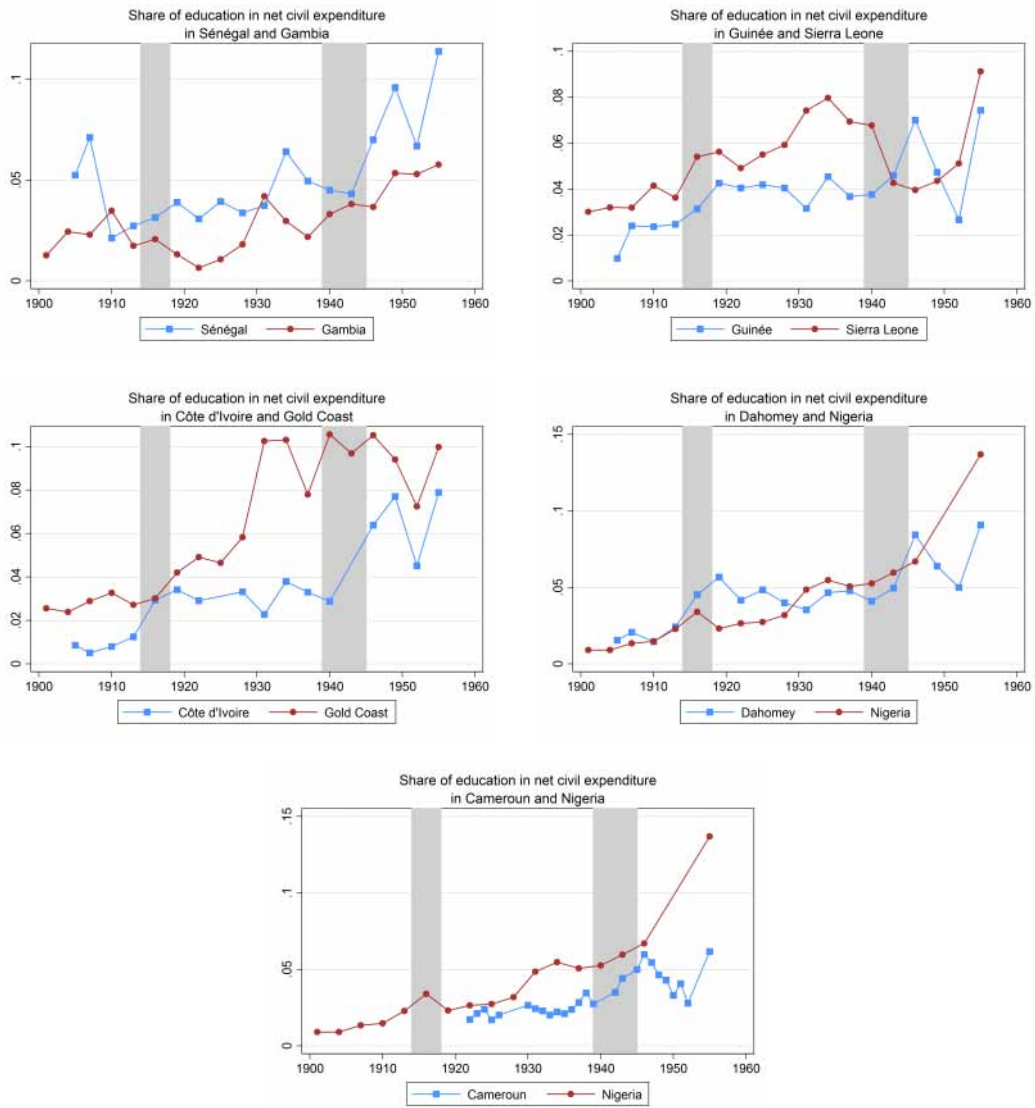 Share of education in net civil expenditure
in Sénégal and Gambia
.1
.05
0
1900 1910 1920 1930 1940 1950 1960
Sénégal Gambia
Share of education in net civil expenditure
in Guinée and Sierra Leone
.1
.08
.06
.04
.02
0
1900 1910 1920 1930 1940 1950 1960
Guinée Sierra Leone
Share of education in net civil expenditure
in Côte d'Ivoire and Gold Coast
.1
.08
.06
.04
.02
0
1900 1910 1920 1930 1940 1950 1960
Côte d'Ivoire Gold Coast
Share of education in net civil expenditure
in Dahomey and Nigeria
.15
.1
.05
0
1900 1910 1920 1930 1940 1950 1960
Dahomey Nigeria
Share of education in net civil expenditure
in Cameroun and Nigeria
.15
.1
.05
0
1900 1910 1920 1930 1940 1950 1960
Cameroun Nigeria